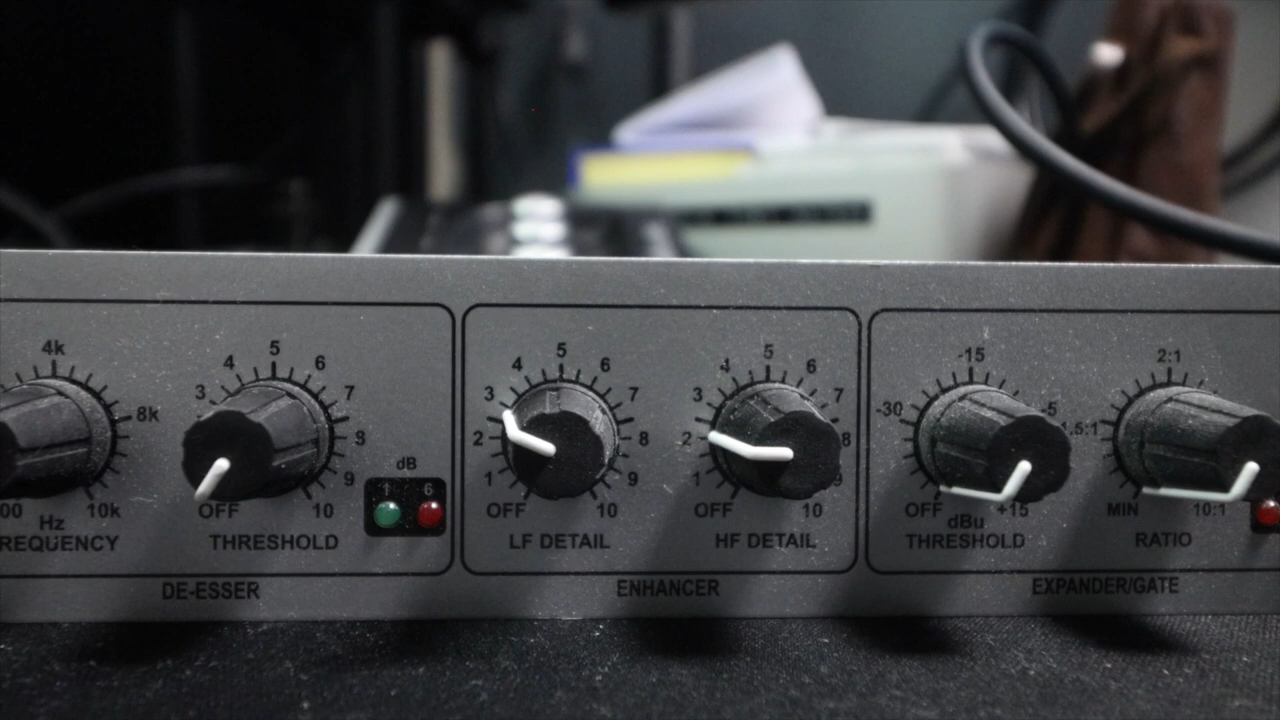 4k
8k
00
10k
Hz
REQUENCY
3
4
5
6
7
8
9
OFF
10
THRESHOLD
dB
1
6
DE-ESSER
OFF
1
2
3
4
5
6
7
8
9
10
LF DETAIL
OFF
1
2
3
4
5
6
7
8
9
10
HF DETAIL
ENHANCER
-30
-15
-5
OFF
+15
dBu
THRESHOLD
1.5:1
2:1
MIN
10:1
RATIO
EXPANDER/GATE